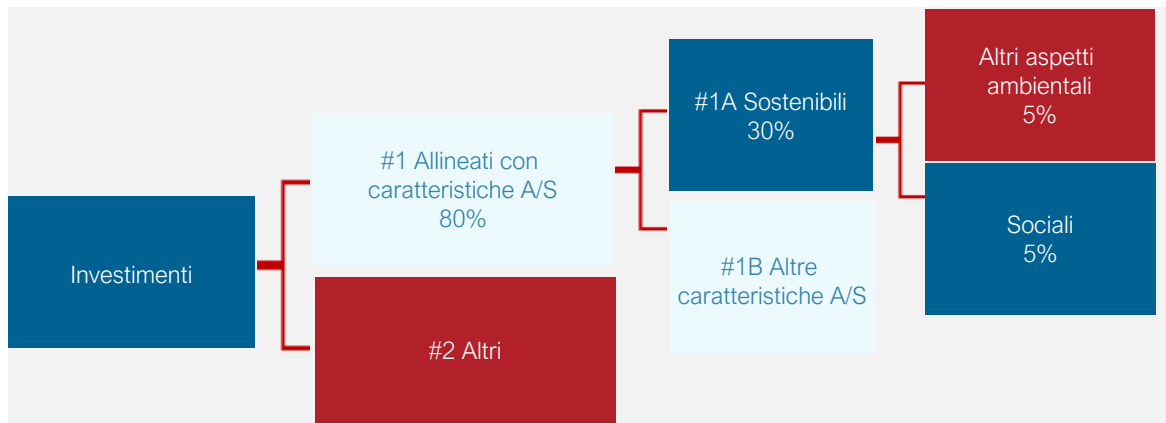 Investimenti
#1 Allineati con
caratteristiche A/S
80%
#2 Altri
#1A Sostenibili
30%
#1B Altre
caratteristiche A/S
Altri aspetti
ambientali
5%
Sociali
5%